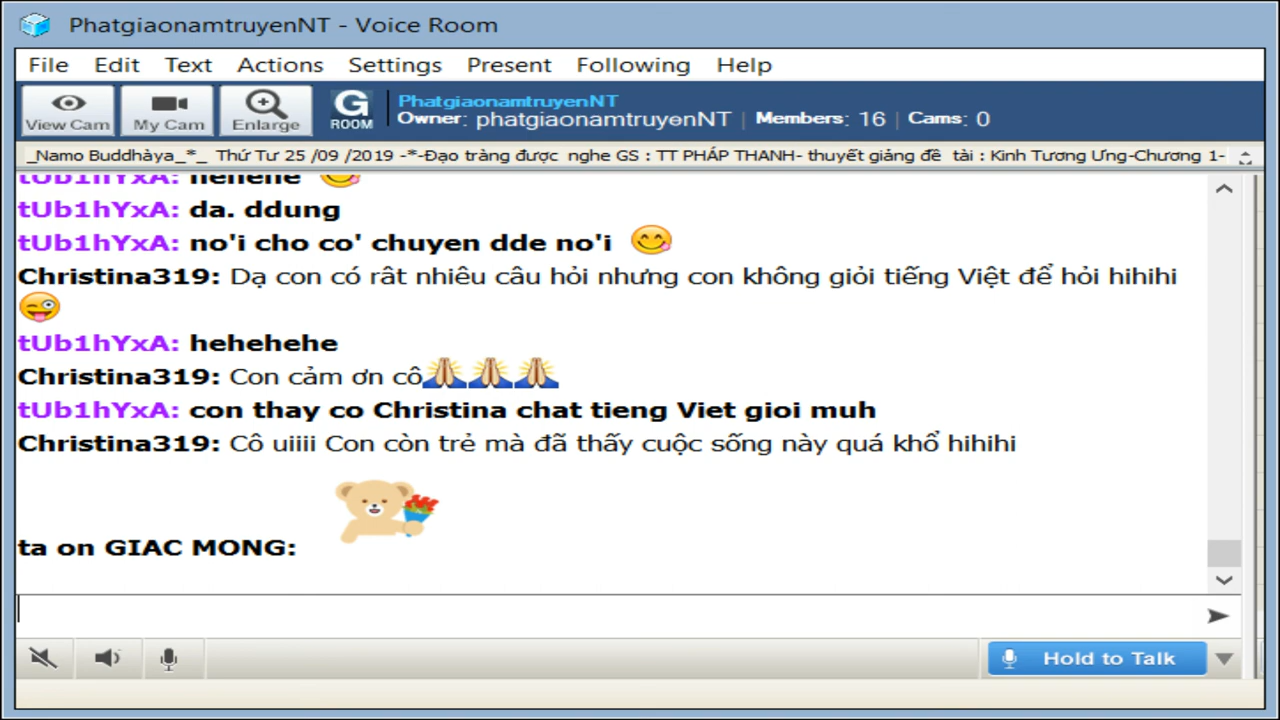 PhatgiaonamtruyenNT - Voice Room
File Edit Text Actions Settings Present Following Help
View Cam My Cam Enlarge G ROOM
PhatgiaonamtruyenNT
Owner: phatgiaonamtruyenNT | Members: 16 | Cams: 0
_Namo Buddhàya_*_ Thứ Tư 25 /09 /2019 -*-Đạo tràng được nghe GS : TT PHÁP THANH- thuyết giảng đề tài : Kinh Tương Ưng-Chương 1-
tUb1hYxA: hehehe
tUb1hYxA: da. ddung
tUb1hYxA: no'i cho co' chuyen dde no'i
Christina319: Dạ con có rât nhiêu câu hỏi nhưng con không giỏi tiếng Việt để hỏi hihihi
tUb1hYxA: hehehehe
Christina319: Con cảm ơn cô
tUb1hYxA: con thay co Christina chat tieng Viet gioi muh
Christina319: Cô uiiii Con còn trẻ mà đã thấy cuộc sống này quá khổ hihihi
ta on GIAC MONG:
Hold to Talk